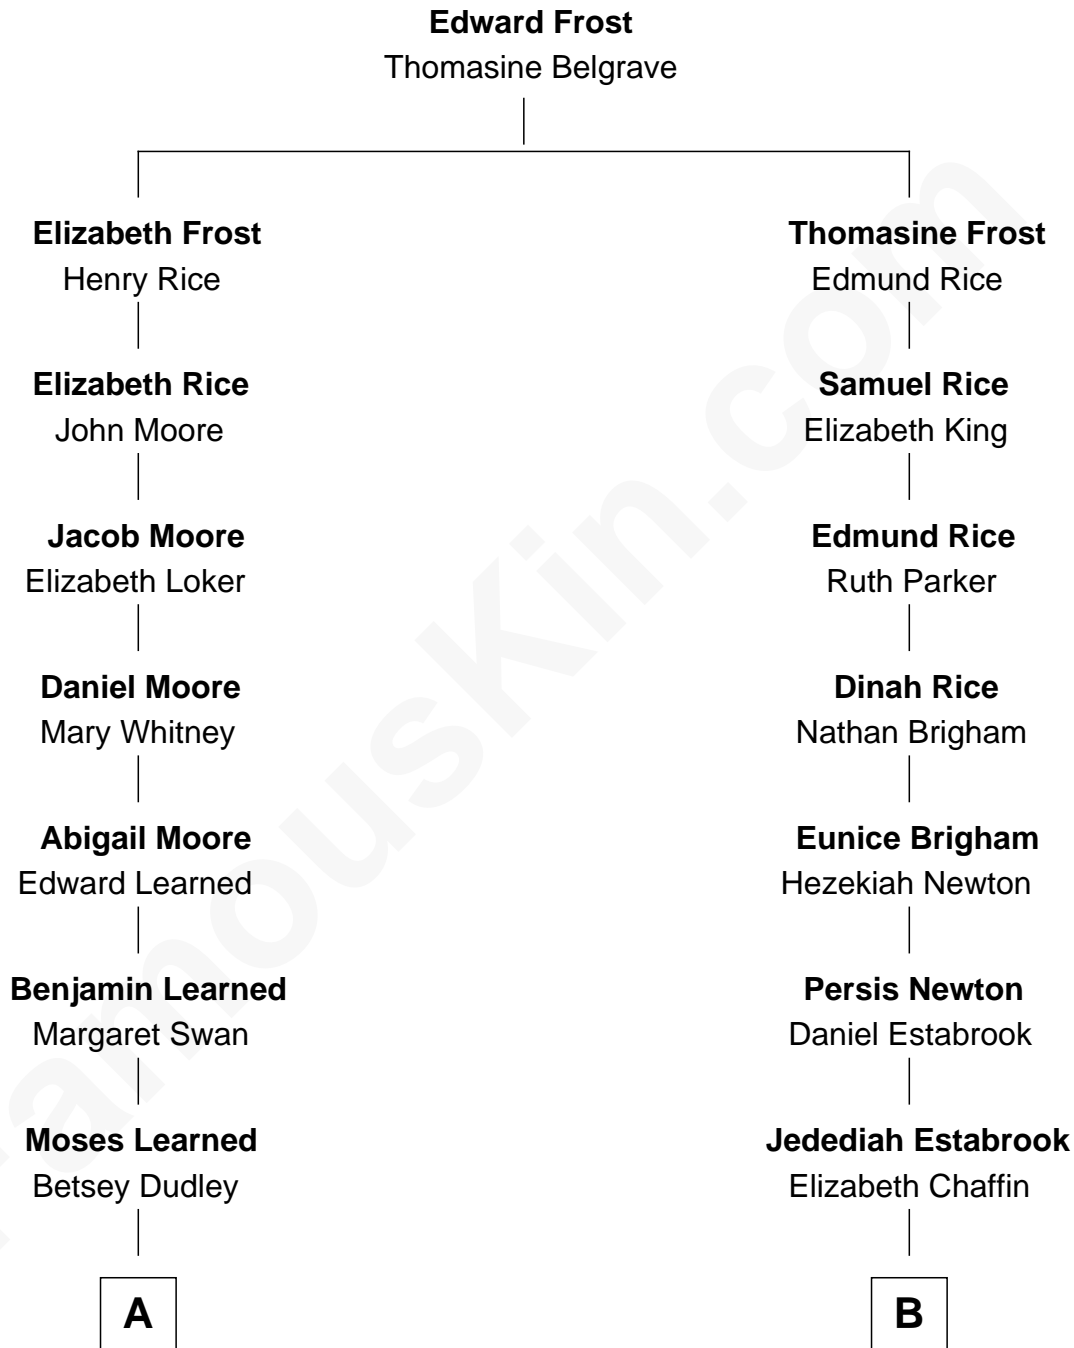 Edward Frost
Thomasine Belgrave
Elizabeth Frost
Henry Rice
Thomasine Frost
Edmund Rice
Elizabeth Rice
John Moore
Samuel Rice
Elizabeth King
Jacob Moore
Elizabeth Loker
Edmund Rice
Ruth Parker
Daniel Moore
Mary Whitney
Dinah Rice
Nathan Brigham
Abigail Moore
Edward Learned
Eunice Brigham
Hezekiah Newton
Benjamin Learned
Margaret Swan
Persis Newton
Daniel Estabrook
Moses Learned
Betsey Dudley
Jedediah Estabrook
Elizabeth Chaffin
A
B
FamousKin.com